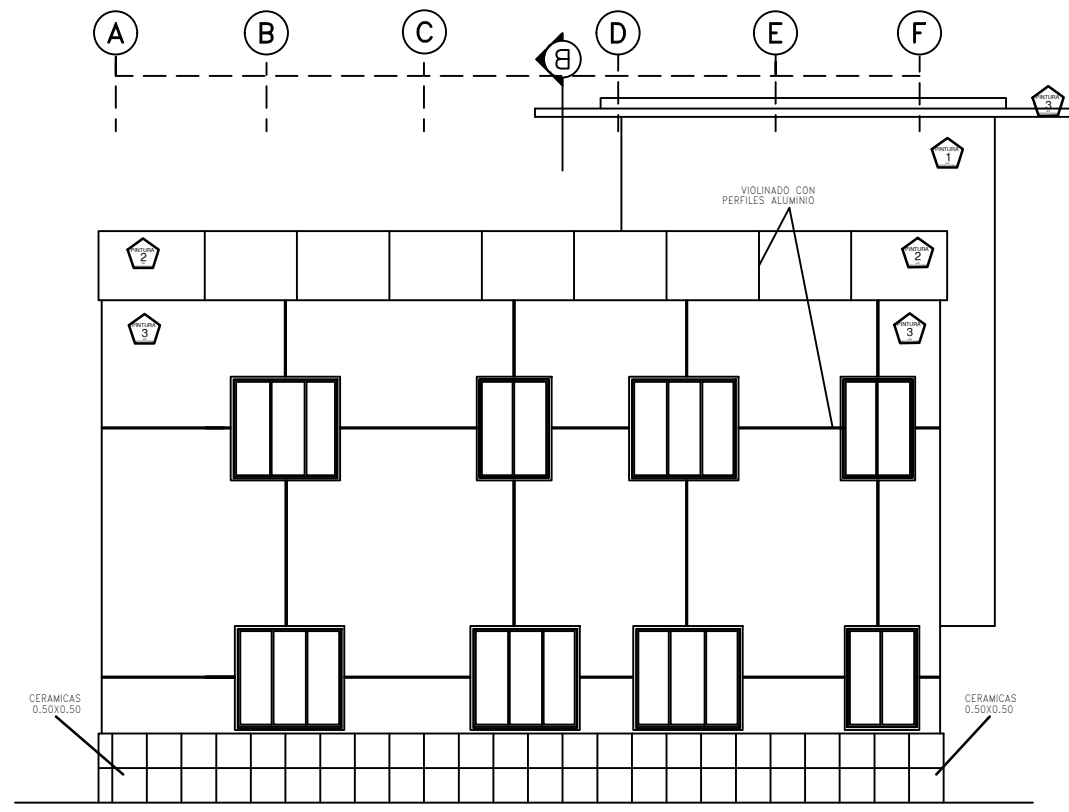 A B C D E F
B
PINTURA
3
PINTURA
1
VIOLINADO CON
PERFILES ALUMINIO
PINTURA
2
PINTURA
2
PINTURA
3
PINTURA
3
CERAMICAS
0.50X0.50
CERAMICAS
0.50X0.50